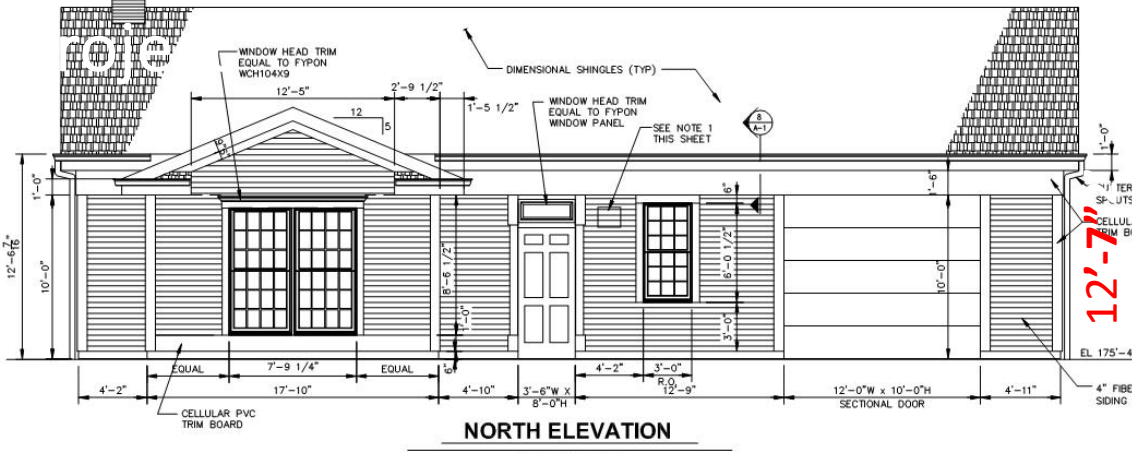 oje
WINDOW HEAD TRIM
EQUAL TO FYPON
WCH104X9
DIMENSIONAL SHINGLES (TYP)
12'-5"
2'-9 1/2"
1'-5 1/2"
12
5
WINDOW HEAD TRIM
EQUAL TO FYPON
WINDOW PANEL
SEE NOTE 1
THIS SHEET
8
A-1
1'-0"
1'-0"
1'-6"
6"
SPOUTS
12'-6 7/16"
10'-0"
8'-6 1/2"
1'-0"
6"
6'-0 1/2"
3'-0"
10'-0"
12'-7"
EL 175'-4
EQUAL
7'-9 1/4"
EQUAL
4'-2"
3'-0"
R.O.
4'-2"
17'-10"
4'-10"
3'-6"W X
8'-0"H
12'-9"
12'-0"W x 10'-0"H
SECTIONAL DOOR
4'-11"
4" FIBE
SIDING
CELLULAR PVC
TRIM BOARD
NORTH ELEVATION